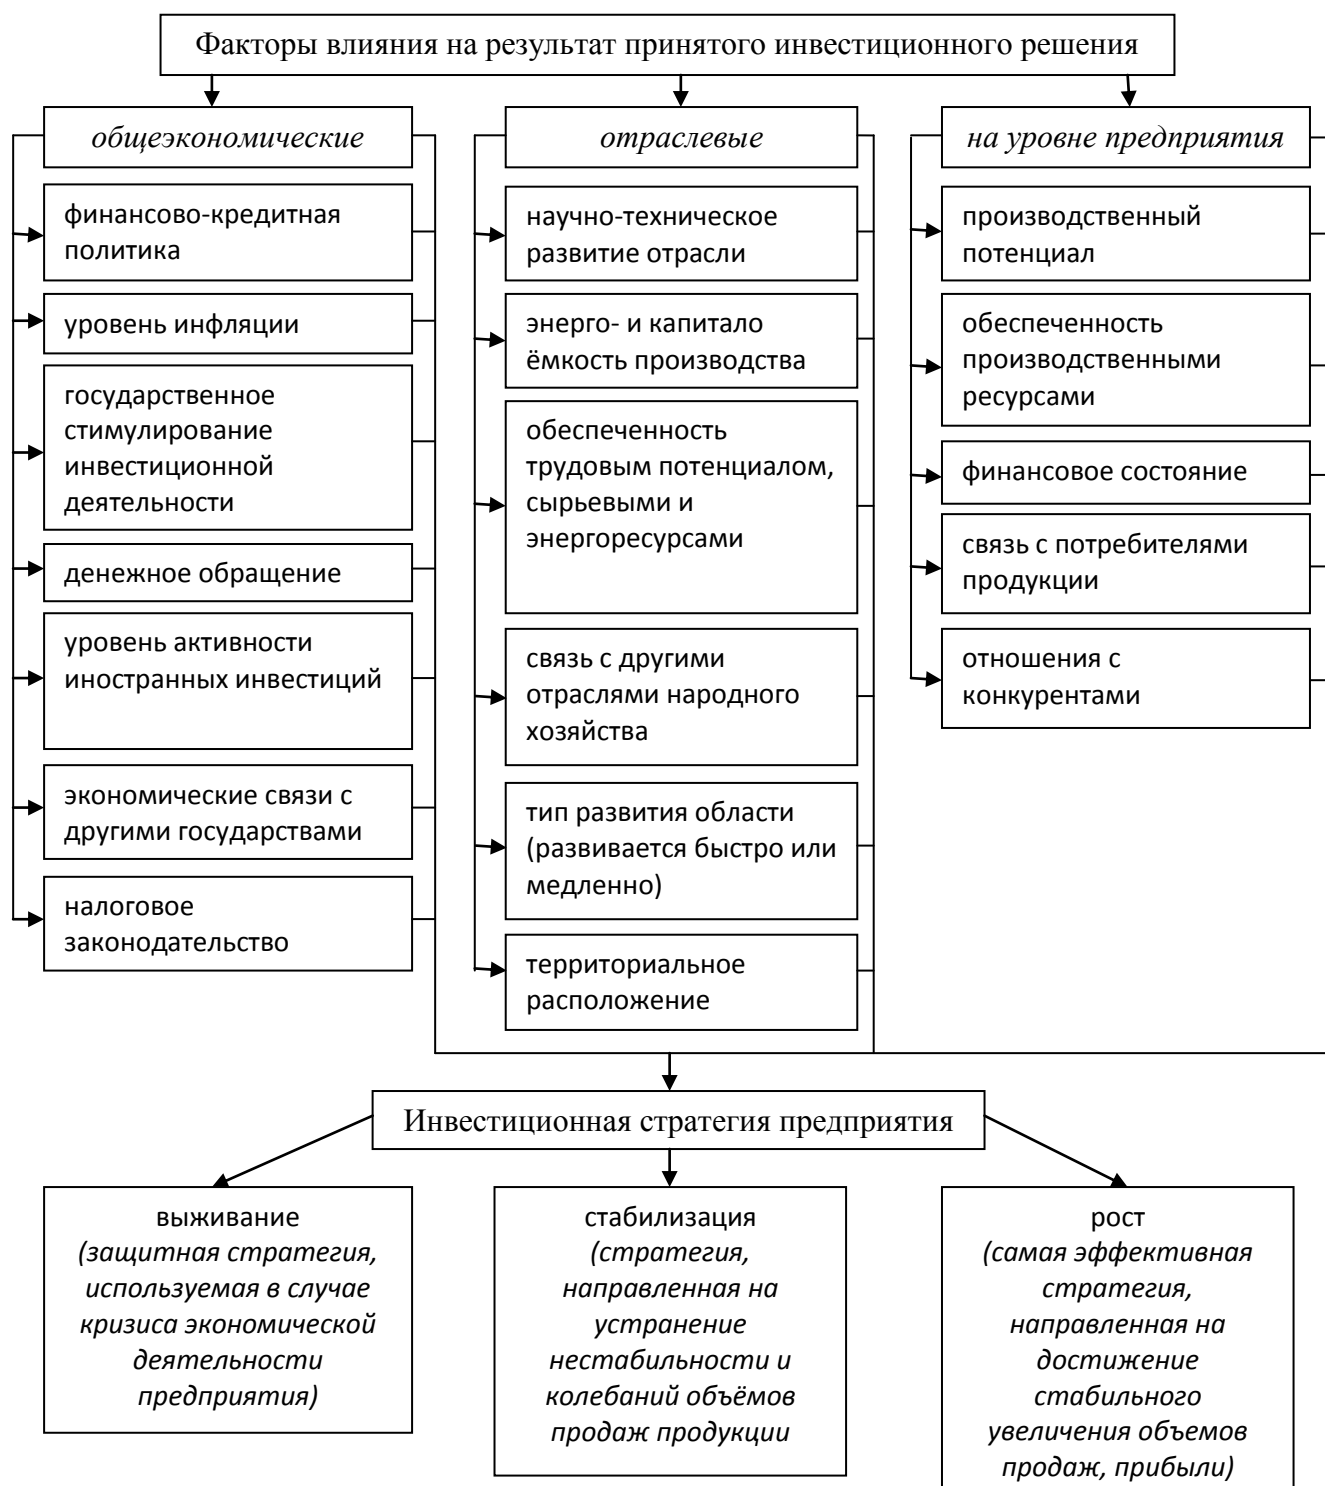 Факторы влияния на результат принятого инвестиционного решения
общеэкономические
финансово-кредитная
политика
уровень инфляции
государственное
стимулирование
инвестиционной
деятельности
денежное обращение
уровень активности
иностранных инвестиций
экономические связи с
другими государствами
налоговое
законодательство
отраслевые
научно-техническое
развитие отрасли
энерго- и капитало
ёмкость производства
обеспеченность
трудовым потенциалом,
сырьевыми и
энергоресурсами
связь с другими
отраслями народного
хозяйства
тип развития области
(развивается быстро или
медленно)
территориальное
расположение
на уровне предприятия
производственный
потенциал
обеспеченность
производственными
ресурсами
финансовое состояние
связь с потребителями
продукции
отношения с
конкурентами
Инвестиционная стратегия предприятия
выживание
(защитная стратегия,
используемая в случае
кризиса экономической
деятельности
предприятия)
стабилизация
(стратегия,
направленная на
устранение
нестабильности и
колебаний объёмов
продаж продукции
рост
(самая эффективная
стратегия,
направленная на
достижение
стабильного
увеличения объемов
продаж, прибыли)